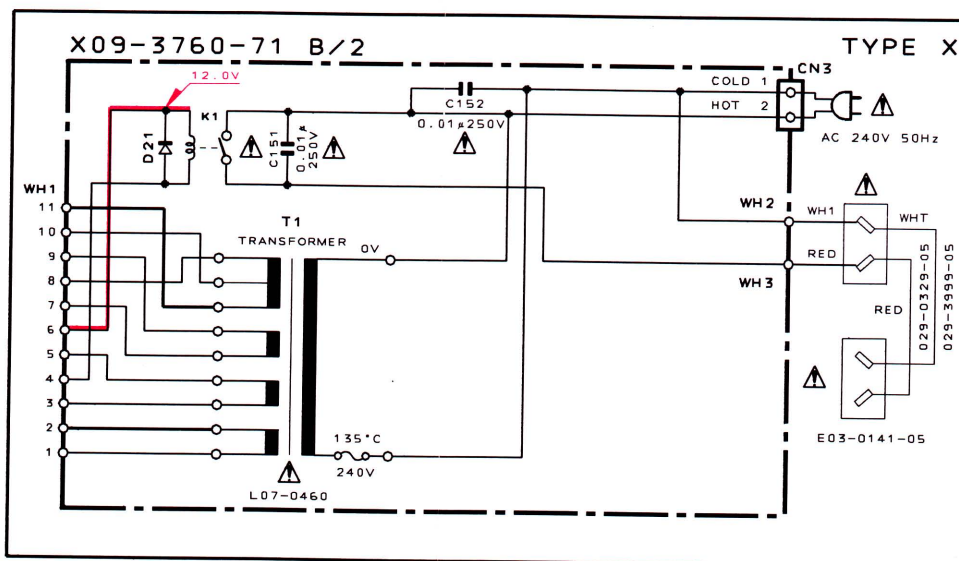 X09-3760-71 B/2
TYPE X
12.0V
CN3
COLD 1
HOT 2
C152
0.01μ250V
AC 240V 50Hz
K1
D21
C151
0.01μ
250V
WH1
11
10
9
8
7
6
5
4
3
2
1
T1
TRANSFORMER
0V
WH2
WH1
WHT
WH3
RED
RED
029-0329-05
029-3999-05
E03-0141-05
135°C
240V
L07-0460